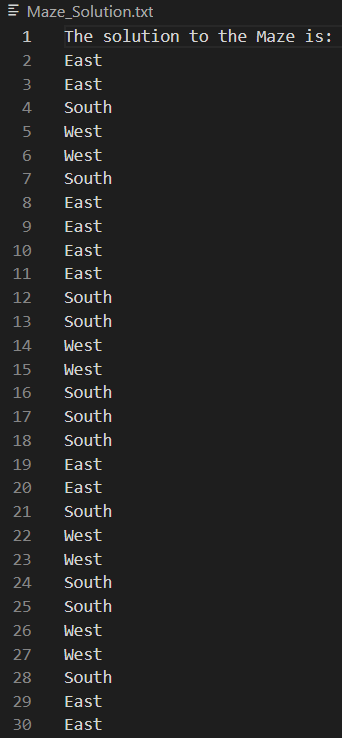 Maze_Solution.txt
1 The solution to the Maze is:
2 East
3 East
4 South
5 West
6 West
7 South
8 East
9 East
10 East
11 East
12 South
13 South
14 West
15 West
16 South
17 South
18 South
19 East
20 East
21 South
22 West
23 West
24 South
25 South
26 West
27 West
28 South
29 East
30 East